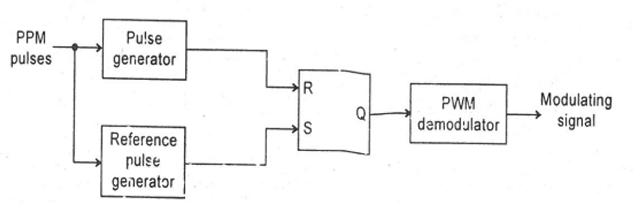 PPM
pulses
Pulse
generator
Reference
pulse
generator
R
S
Q
PWM
demodulator
Modulating
signal